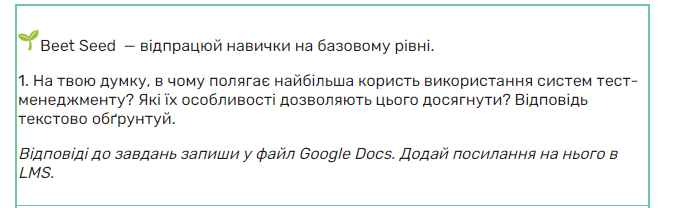 Beet Seed — відпрацюй навички на базовому рівні.
1. На твою думку, в чому полягає найбільша користь використання систем тест-
менеджменту? Які їх особливості дозволяють цього досягнути? Відповідь
текстово обґрунтуй.
Відповіді до завдань запиши у файл Google Docs. Додай посилання на нього в
LMS.